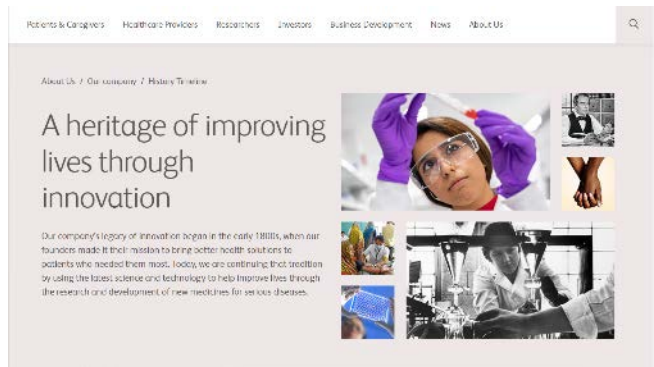 Patients & Caregivers Healthcare Providers Researchers Investors Business Development News About Us
About Us / Our company / History Timeline
A heritage of improving
lives through
innovation
Our company's legacy of innovation began in the early 1800s, when our
founders made it their mission to bring better health solutions to
patients who needed them most. Today, we are continuing that tradition
by using the latest science and technology to help improve lives through
the research and development of new medicines for serious diseases.